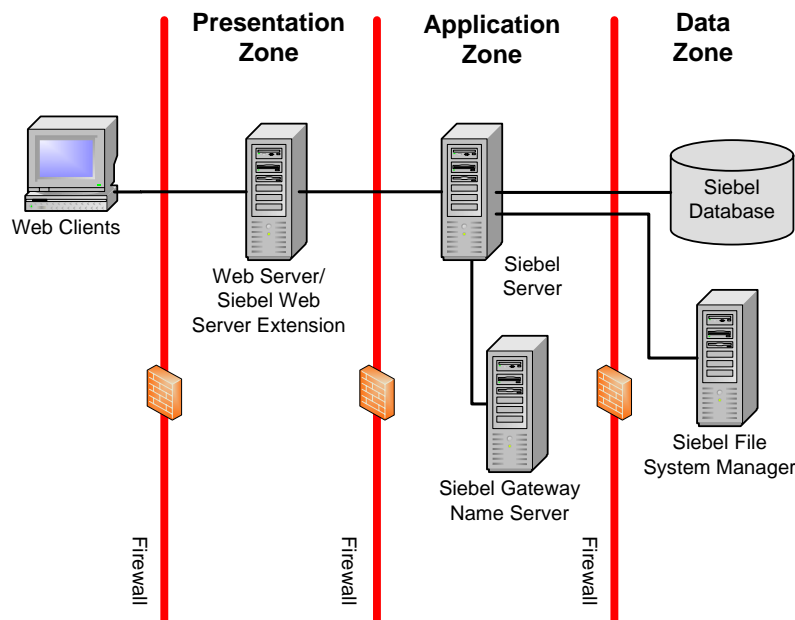 Presentation
Zone
Application
Zone
Data
Zone
Web Clients
Web Server/
Siebel Web
Server Extension
Siebel
Server
Siebel
Database
Siebel Gateway
Name Server
Siebel File
System Manager
Firewall
Firewall
Firewall